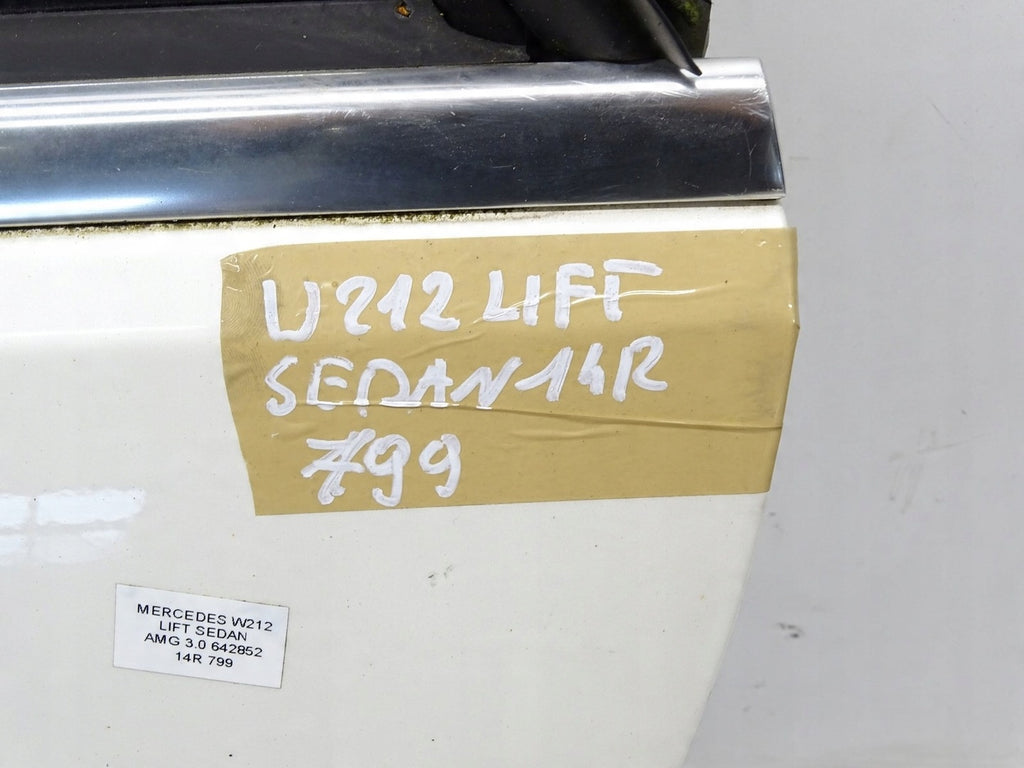 W212 LIFT
SEDAN 14R
799
MERCEDES W212
LIFT SEDAN
AMG 3.0 642852
14R 799